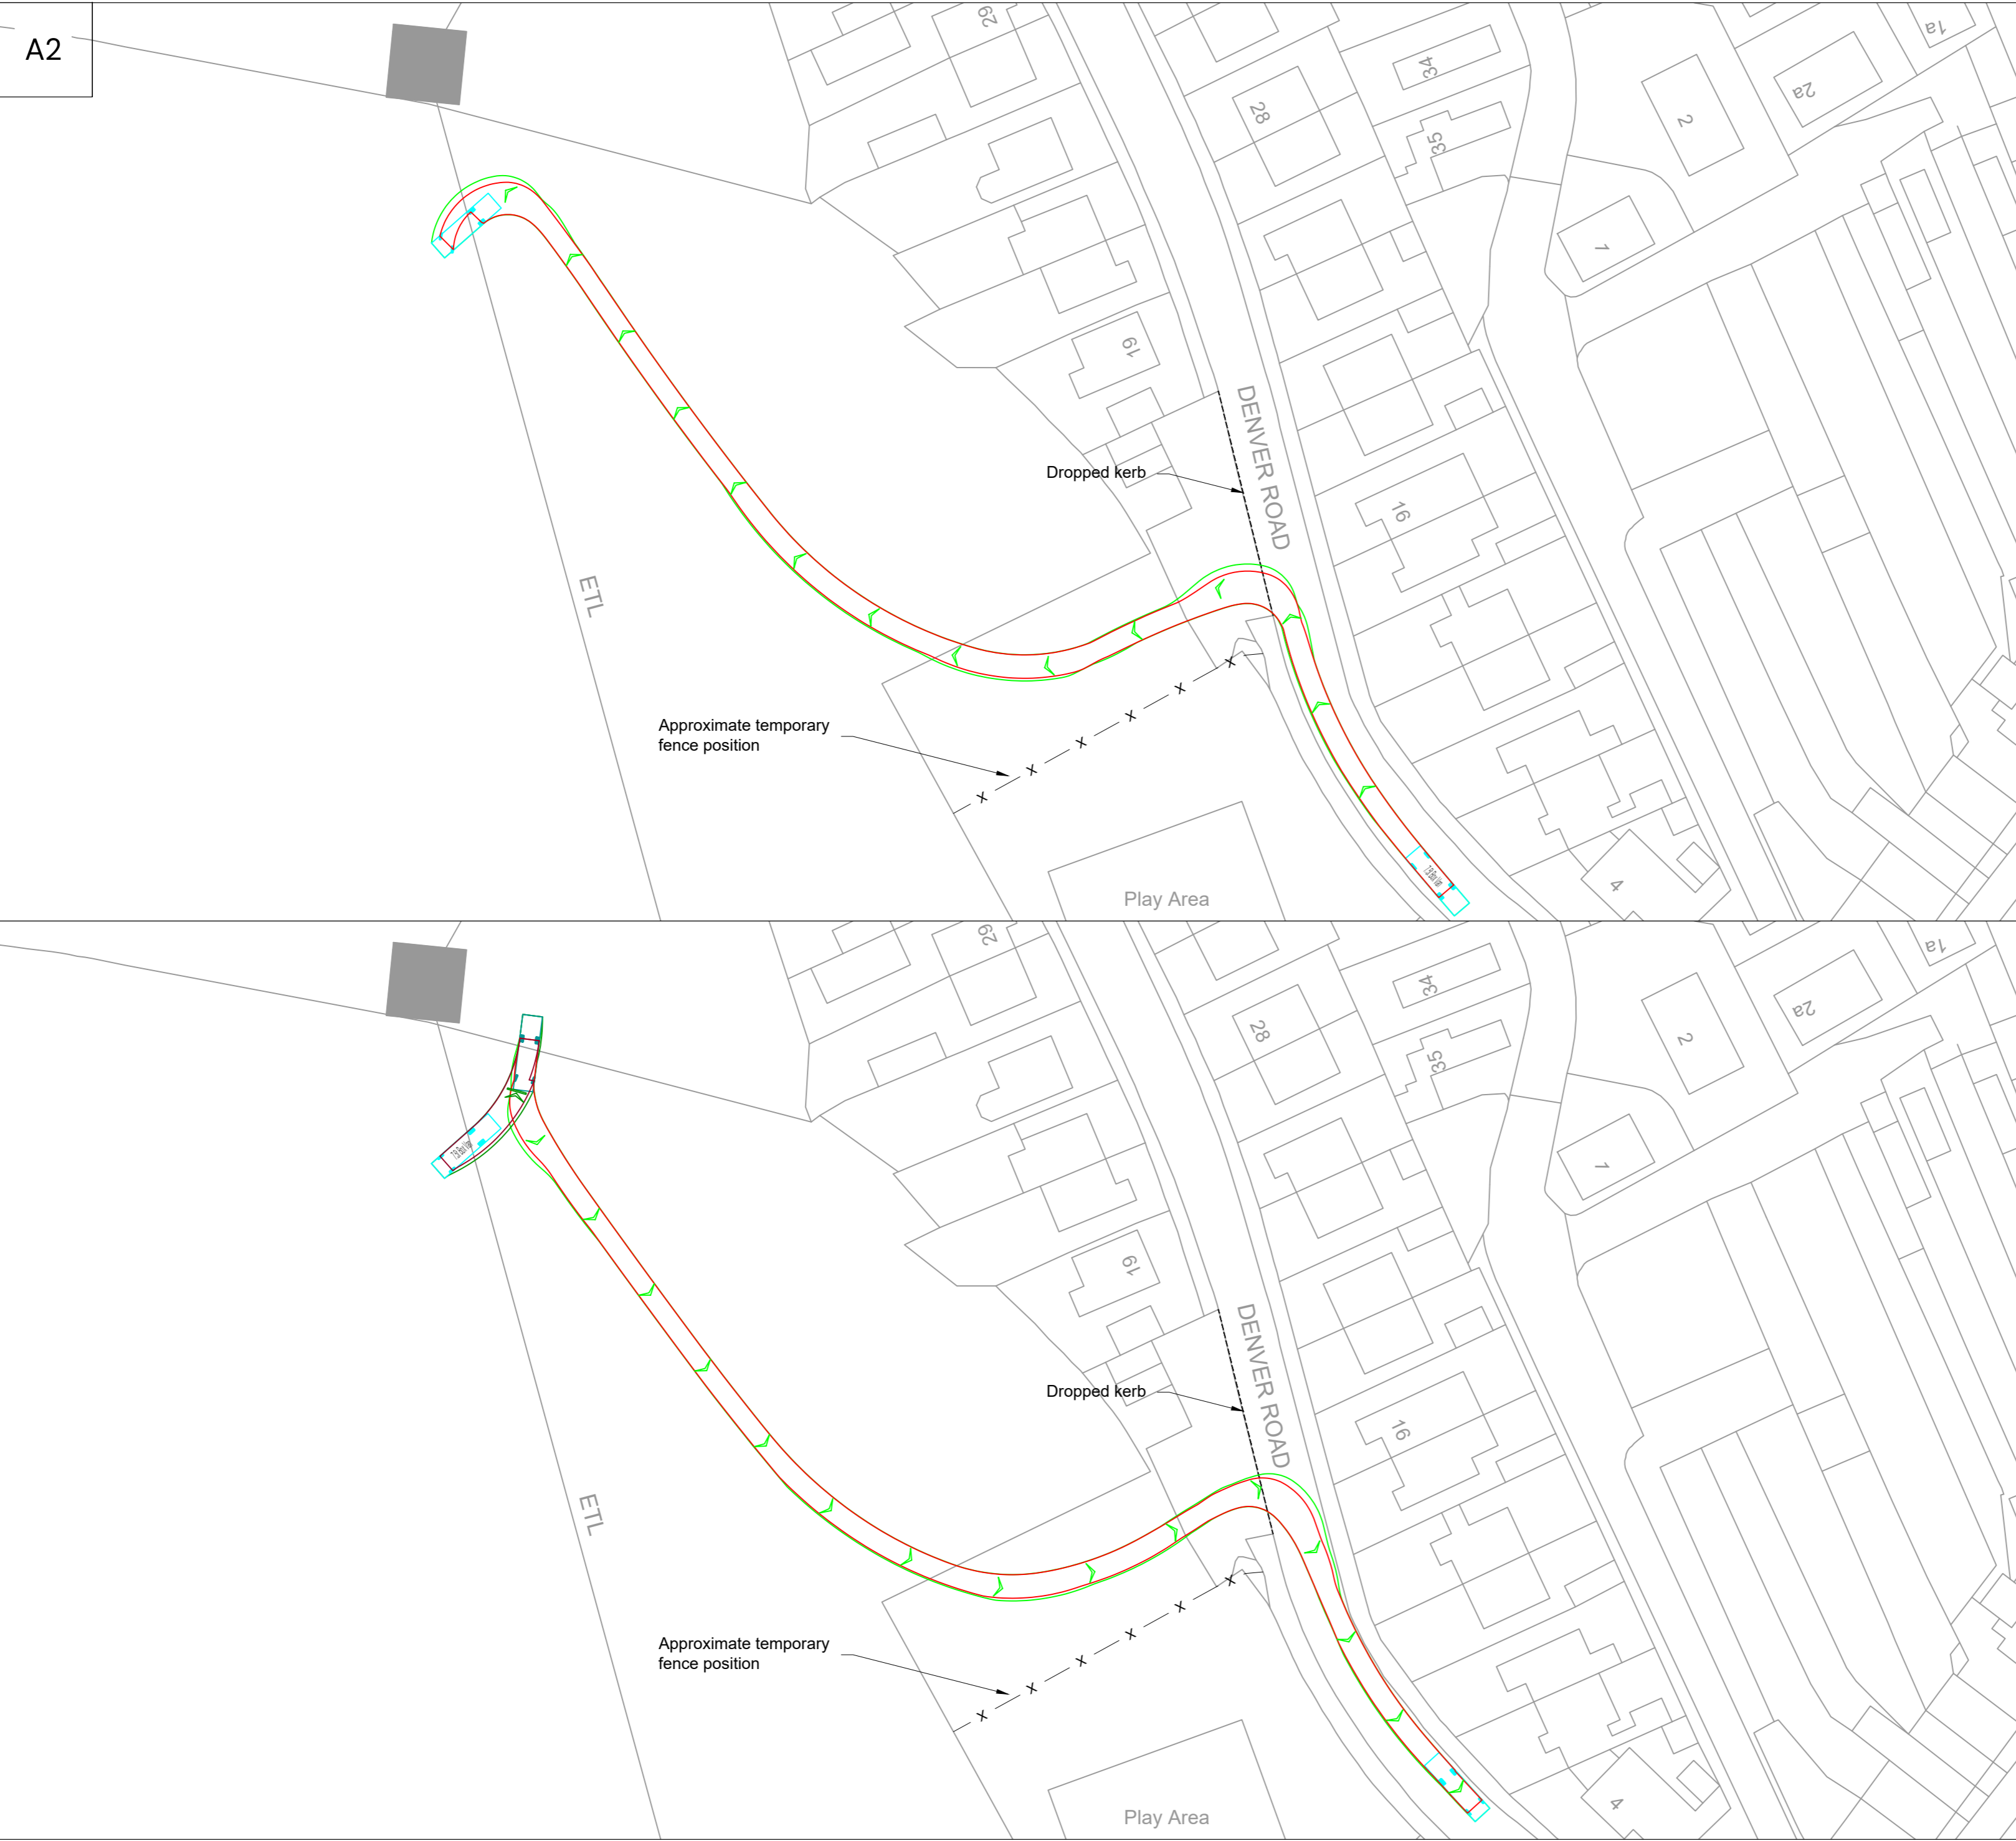 A2
29
1a
34
2a
28
2
35
1
19
DENVER ROAD
Dropped kerb
16
ETL
Approximate temporary
fence position
X X X X X X
4
Play Area
29
1a
34
2a
28
2
35
1
19
DENVER ROAD
Dropped kerb
16
ETL
Approximate temporary
fence position
X X X X X X
4
Play Area